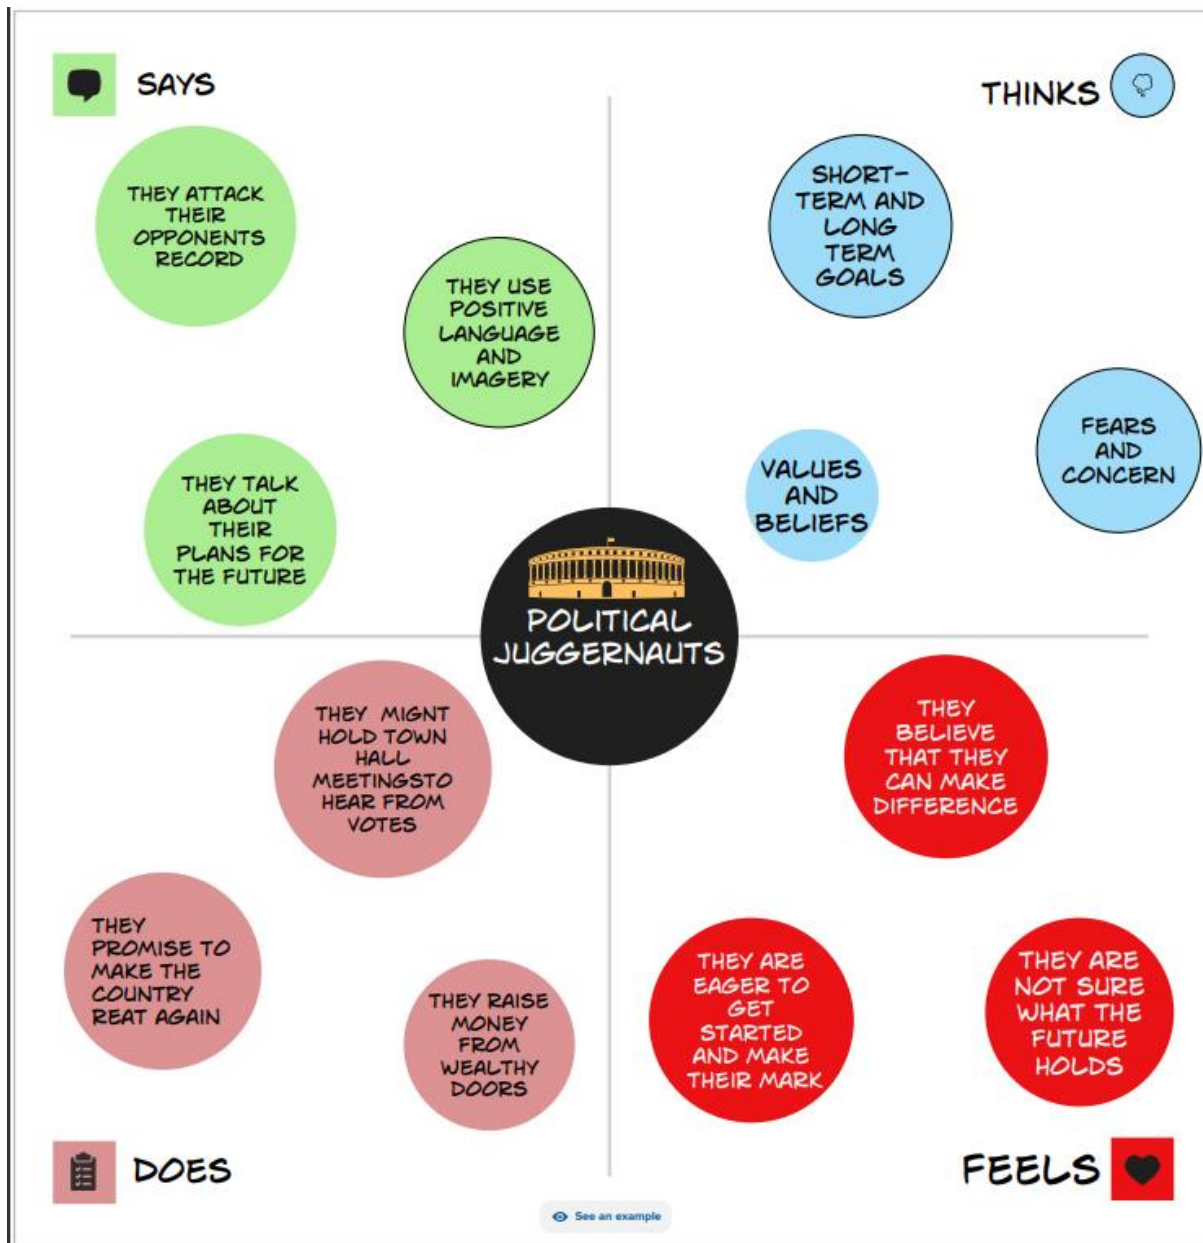 SAYS
THEY ATTACK
THEIR
OPPONENTS
RECORD
THEY USE
POSITIVE
LANGUAGE
AND
IMAGERY
THEY TALK
ABOUT
THEIR
PLANS FOR
THE FUTURE
THINKS
SHORT-
TERM AND
LONG
TERM
GOALS
FEARS
AND
CONCERN
VALUES
AND
BELIEFS
POLITICAL
JUGGERNAUTS
THEY MIGNT
HOLD TOWN
HALL
MEETINGSTO
HEAR FROM
VOTES
THEY
PROMISE TO
MAKE THE
COUNTRY
REAT AGAIN
THEY RAISE
MONEY
FROM
WEALTHY
DOORS
DOES
THEY
BELIEVE
THAT THEY
CAN MAKE
DIFFERENCE
THEY ARE
EAGER TO
GET
STARTED
AND MAKE
THEIR MARK
THEY ARE
NOT SURE
WHAT THE
FUTURE
HOLDS
FEELS
See an example